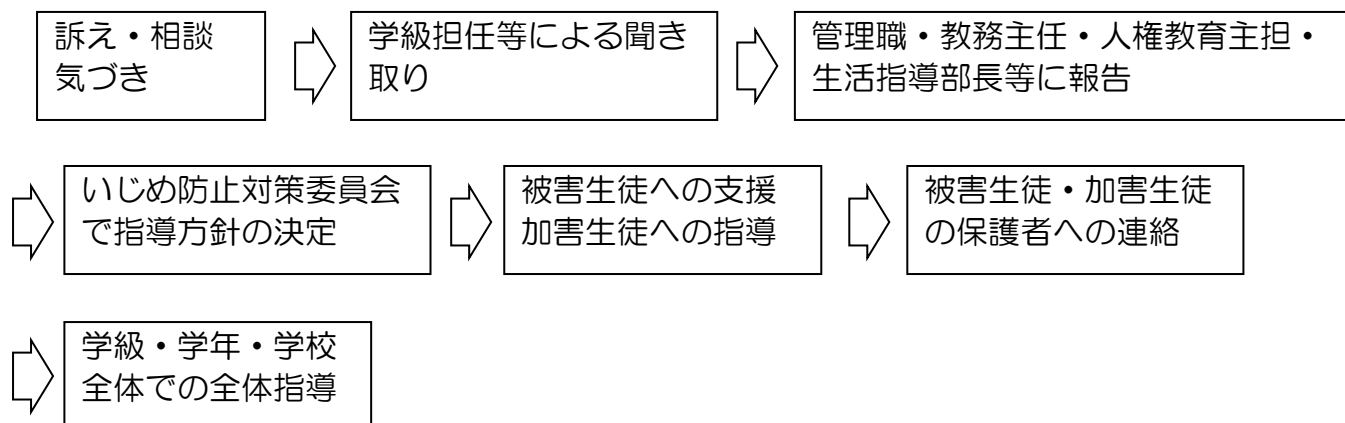 訴え・相談
気づき
学級担任等による聞き
取り
管理職・教務主任・人権教育主担・
生活指導部長等に報告
いじめ防止対策委員会
で指導方針の決定
被害生徒への支援
加害生徒への指導
被害生徒・加害生徒
の保護者への連絡
学級・学年・学校
全体での全体指導